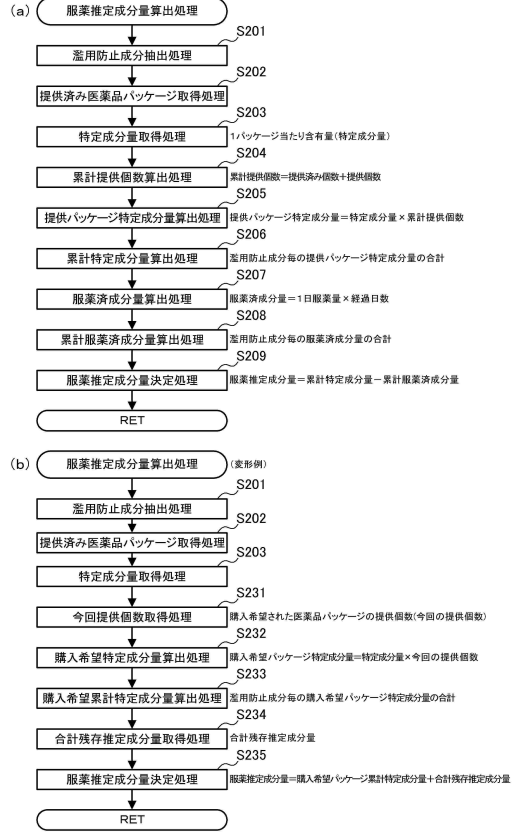 (a) 服薬推定成分量算出処理
S201
濫用防止成分抽出処理
S202
提供済み医薬品パッケージ取得処理
S203
特定成分量取得処理 1パッケージ当たり含有量(特定成分量)
S204
累計提供個数算出処理 累計提供個数=提供済み個数+提供個数
S205
提供パッケージ特定成分量算出処理 提供パッケージ特定成分量=特定成分量×累計提供個数
S206
累計特定成分量算出処理 濫用防止成分毎の提供パッケージ特定成分量の合計
S207
服薬済成分量算出処理 服薬済成分量=1日服薬量×経過日数
S208
累計服薬済成分量算出処理 濫用防止成分毎の服薬済成分量の合計
S209
服薬推定成分量決定処理 服薬推定成分量=累計特定成分量-累計服薬済成分量
RET
(b) 服薬推定成分量算出処理 (変形例)
S201
濫用防止成分抽出処理
S202
提供済み医薬品パッケージ取得処理
S203
特定成分量取得処理
S231
今回提供個数取得処理 購入希望された医薬品パッケージの提供個数(今回の提供個数)
S232
購入希望特定成分量算出処理 購入希望パッケージ特定成分量=特定成分量×今回の提供個数
S233
購入希望累計特定成分量算出処理 濫用防止成分毎の購入希望パッケージ特定成分量の合計
S234
合計残存推定成分量取得処理 合計残存推定成分量
S235
服薬推定成分量決定処理 服薬推定成分量=購入希望パッケージ累計特定成分量+合計残存推定成分量
RET